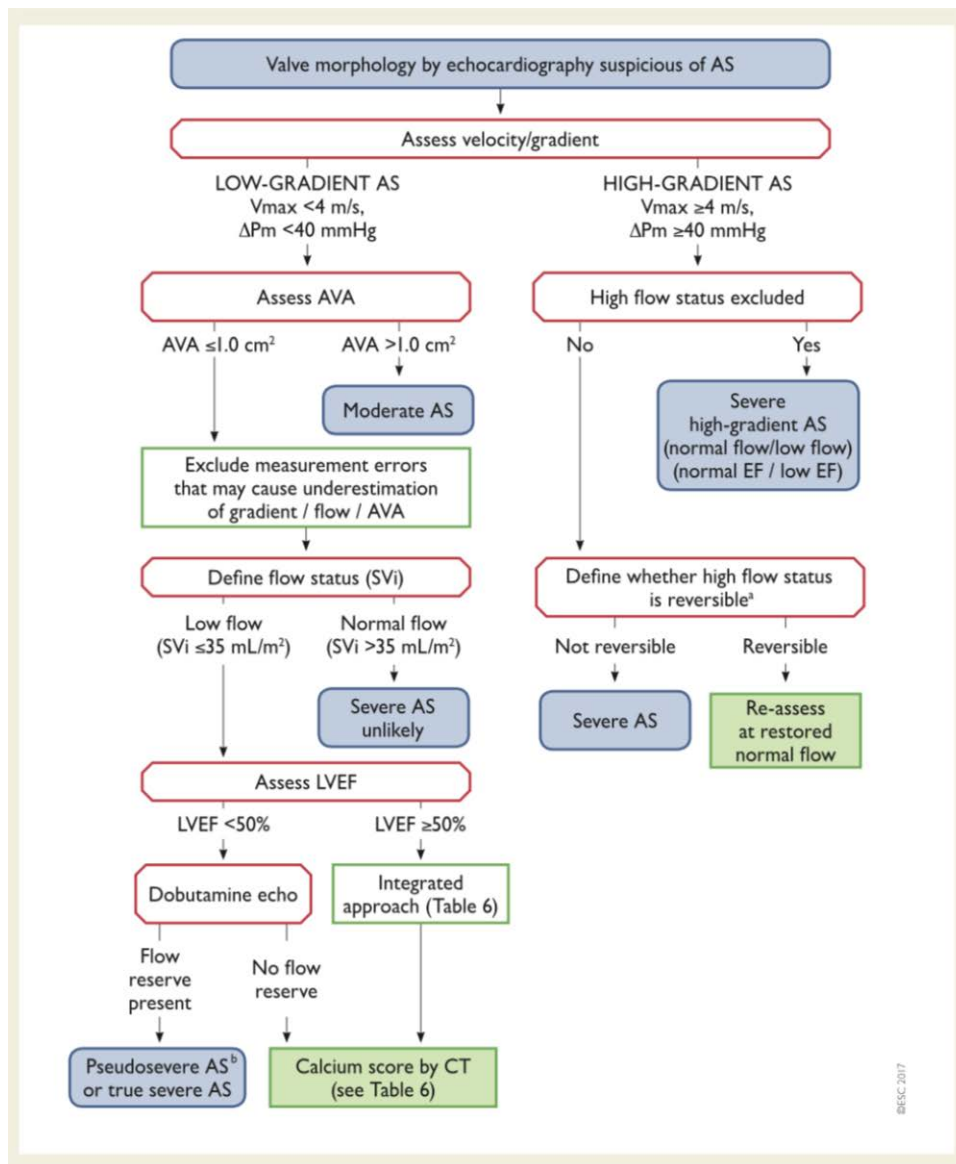 Valve morphology by echocardiography suspicious of AS
Assess velocity/gradient
LOW-GRADIENT AS
Vmax <4 m/s,
ΔPm <40 mmHg
HIGH-GRADIENT AS
Vmax ≥4 m/s,
ΔPm ≥40 mmHg
Assess AVA
High flow status excluded
AVA ≤1.0 cm²
AVA >1.0 cm²
No
Yes
Moderate AS
Severe
high-gradient AS
(normal flow/low flow)
(normal EF / low EF)
Exclude measurement errors
that may cause underestimation
of gradient / flow / AVA
Define flow status (SVi)
Define whether high flow status
is reversibleᵃ
Low flow
(SVi ≤35 mL/m²)
Normal flow
(SVi >35 mL/m²)
Not reversible
Reversible
Severe AS
unlikely
Severe AS
Re-assess
at restored
normal flow
Assess LVEF
LVEF <50%
LVEF ≥50%
Dobutamine echo
Integrated
approach (Table 6)
Flow
reserve
present
No flow
reserve
Pseudosevere ASᵇ
or true severe AS
Calcium score by CT
(see Table 6)
©ESC 2017